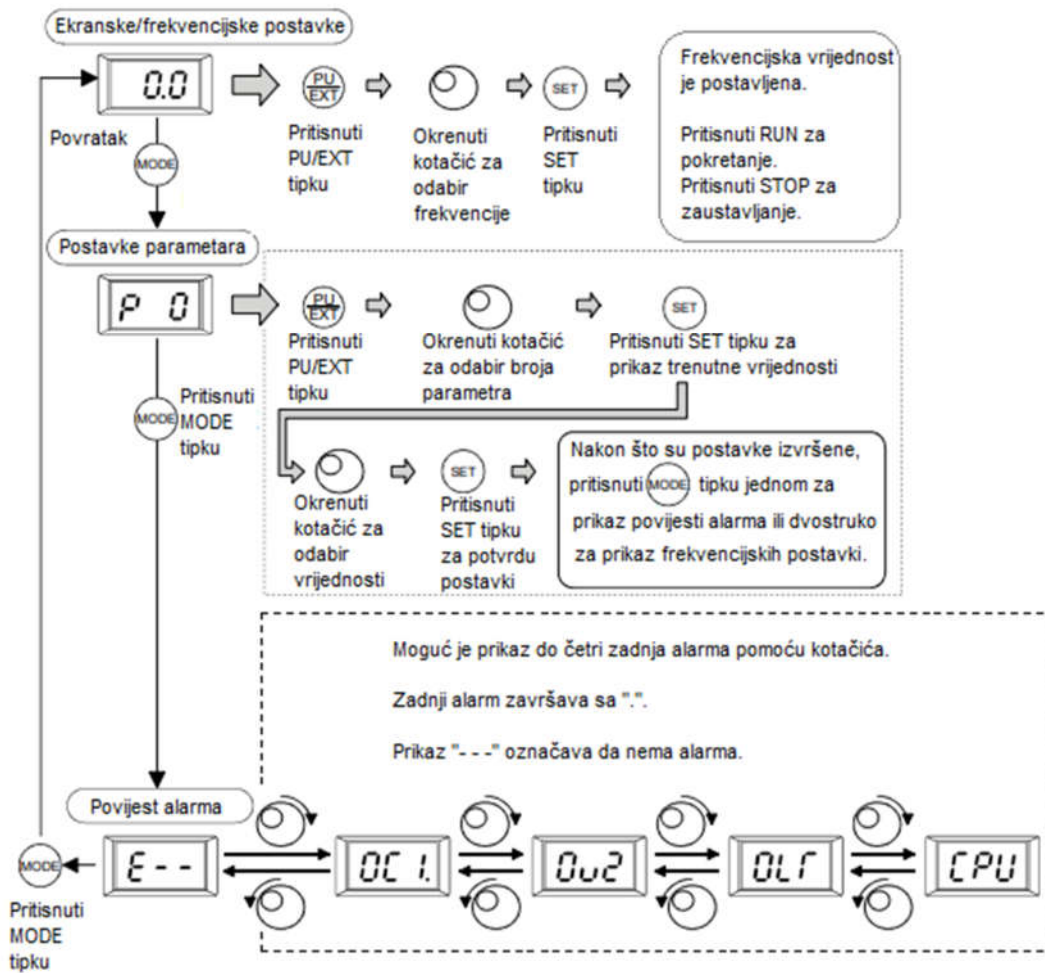 Ekranske/frekvencijske postavke
0.0
PU
EXT
SET
Pritisnuti
PU/EXT
tipku
Okrenuti
kotačić za
odabir
frekvencije
Pritisnuti
SET
tipku
Frekvencijska vrijednost
je postavljena.
Pritisnuti RUN za
pokretanje.
Pritisnuti STOP za
zaustavljanje.
Povratak
MODE
Postavke parametara
P 0
PU
EXT
SET
Pritisnuti
PU/EXT
tipku
Okrenuti kotačić
za odabir broja
parametra
Pritisnuti SET tipku za
prikaz trenutne vrijednosti
MODE
Pritisnuti
MODE
tipku
SET
Okrenuti
kotačić za
odabir
vrijednosti
Pritisnuti
SET tipku
za potvrdu
postavki
Nakon što su postavke izvršene,
pritisnuti MODE tipku jednom za
prikaz povijesti alarma ili dvostruko
za prikaz frekvencijskih postavki.
Moguć je prikaz do četri zadnja alarma pomoću kotačića.
Zadnji alarm završava sa ".".
Prikaz "- - -" označava da nema alarma.
Povijest alarma
MODE
E--
OC1.
Ov2
OLT
CPU
Pritisnuti
MODE
tipku